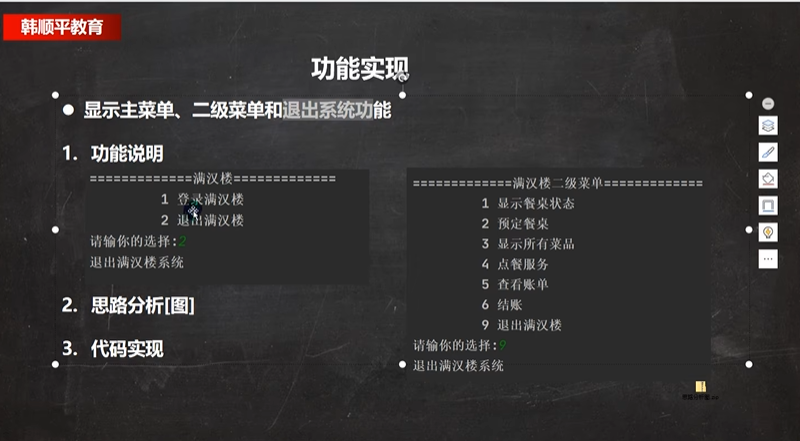 韩顺平教育
功能实现
● 显示主菜单、二级菜单和退出系统功能
1. 功能说明
=============满汉楼=============
1 登录满汉楼
2 退出满汉楼
请输你的选择:2
退出满汉楼系统
=============满汉楼二级菜单=============
1 显示餐桌状态
2 预定餐桌
3 显示所有菜品
4 点餐服务
5 查看账单
6 结账
9 退出满汉楼
请输你的选择:9
退出满汉楼系统
2. 思路分析[图]
3. 代码实现